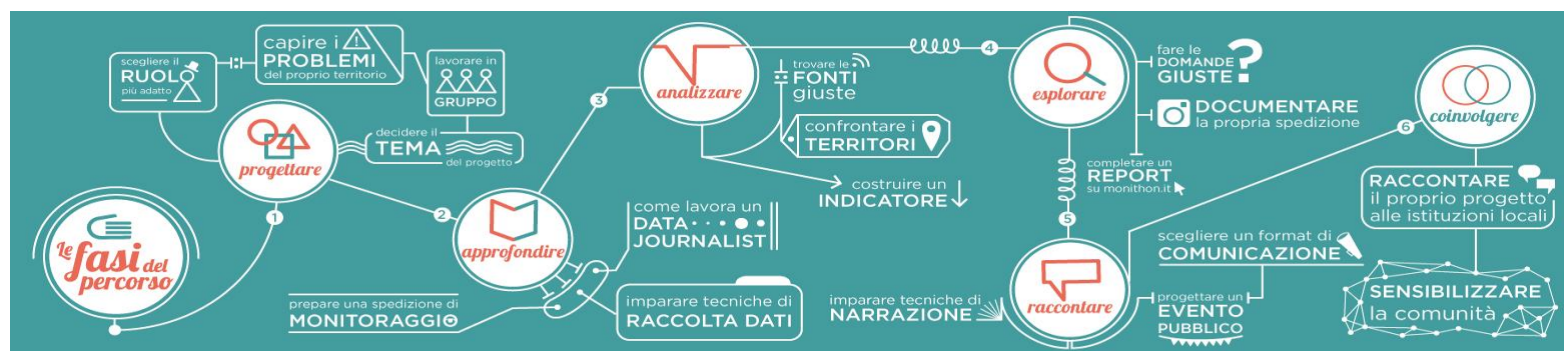 Le
fasi del
percorso
1
progettare
scegliere il
RUOLO
più adatto
capire i
PROBLEMI
del proprio territorio
lavorare in
GRUPPO
decidere il
TEMA
del progetto
2
approfondire
come lavora un
DATA
JOURNALIST
imparare tecniche di
RACCOLTA DATI
prepare una spedizione di
MONITORAGGIO
3
analizzare
trovare le
FONTI
giuste
confrontare i
TERRITORI
costruire un
INDICATORE
4
esplorare
fare le
DOMANDE
GIUSTE?
DOCUMENTARE
la propria spedizione
completare un
REPORT
su monithon.it
5
raccontare
imparare tecniche di
NARRAZIONE
scegliere un format di
COMUNICAZIONE
progettare un
EVENTO
PUBBLICO
6
coinvolgere
RACCONTARE
il proprio progetto
alle istituzioni locali
SENSIBILIZZARE
la comunità